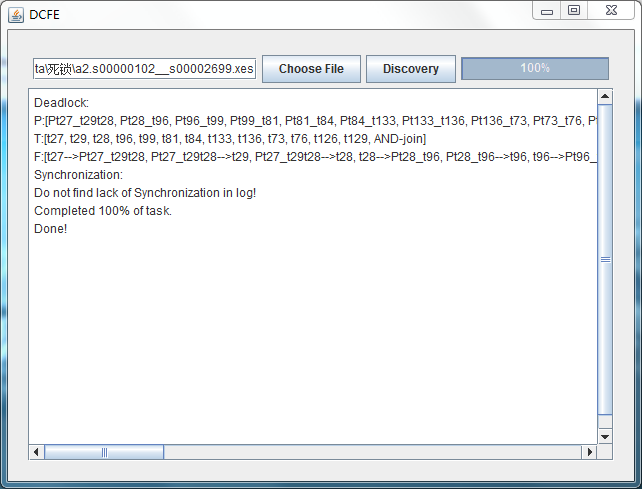 DCFE
ta\死锁\a2.s00000102__s00002699.xes Choose File Discovery 100%
Deadlock:
P:[Pt27_t29t28, Pt28_t96, Pt96_t99, Pt99_t81, Pt81_t84, Pt84_t133, Pt133_t136, Pt136_t73, Pt73_t76, Pt
T:[t27, t29, t28, t96, t99, t81, t84, t133, t136, t73, t76, t126, t129, AND-join]
F:[t27-->Pt27_t29t28, Pt27_t29t28-->t29, Pt27_t29t28-->t28, t28-->Pt28_t96, Pt28_t96-->t96, t96-->Pt96_
Synchronization:
Do not find lack of Synchronization in log!
Completed 100% of task.
Done!